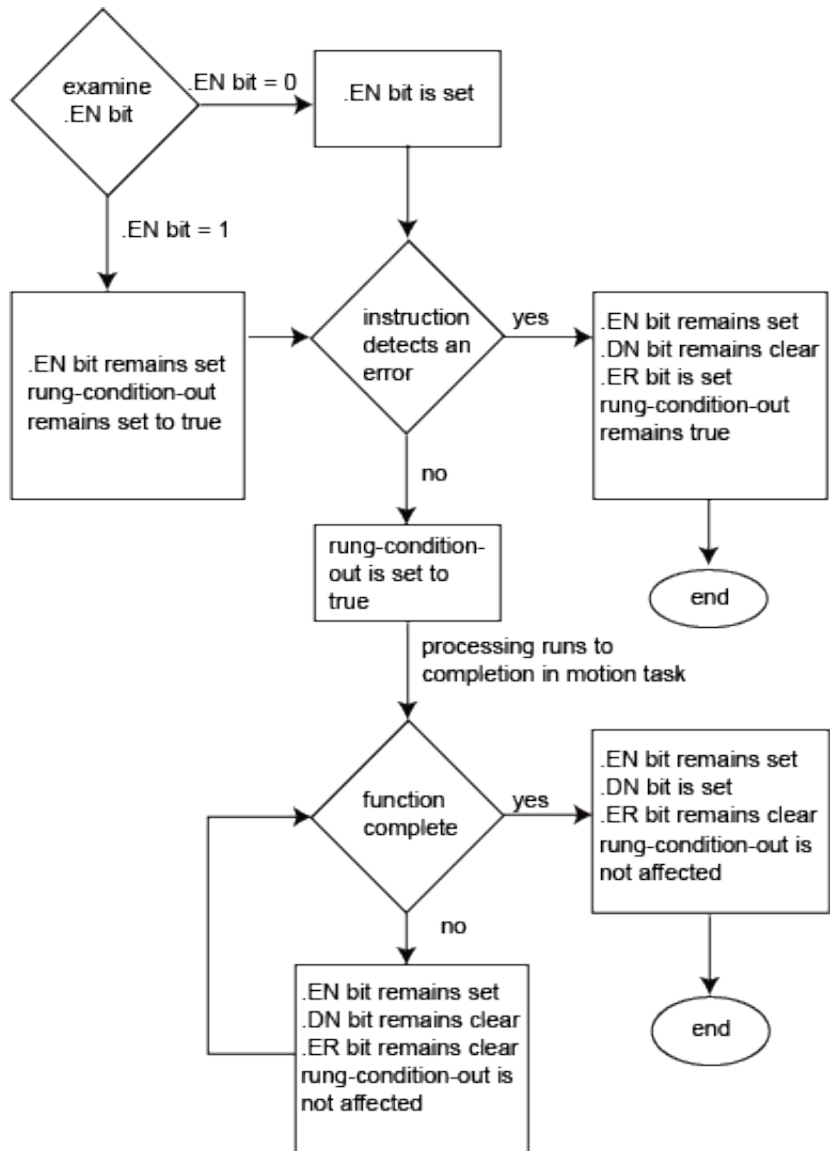 examine
.EN bit
.EN bit = 0
.EN bit is set
.EN bit = 1
.EN bit remains set
rung-condition-out
remains set to true
instruction
detects an
error
yes
.EN bit remains set
.DN bit remains clear
.ER bit is set
rung-condition-out
remains true
no
end
rung-condition-
out is set to
true
processing runs to
completion in motion task
function
complete
yes
.EN bit remains set
.DN bit is set
.ER bit remains clear
rung-condition-out is
not affected
no
end
.EN bit remains set
.DN bit remains clear
.ER bit remains clear
rung-condition-out is
not affected